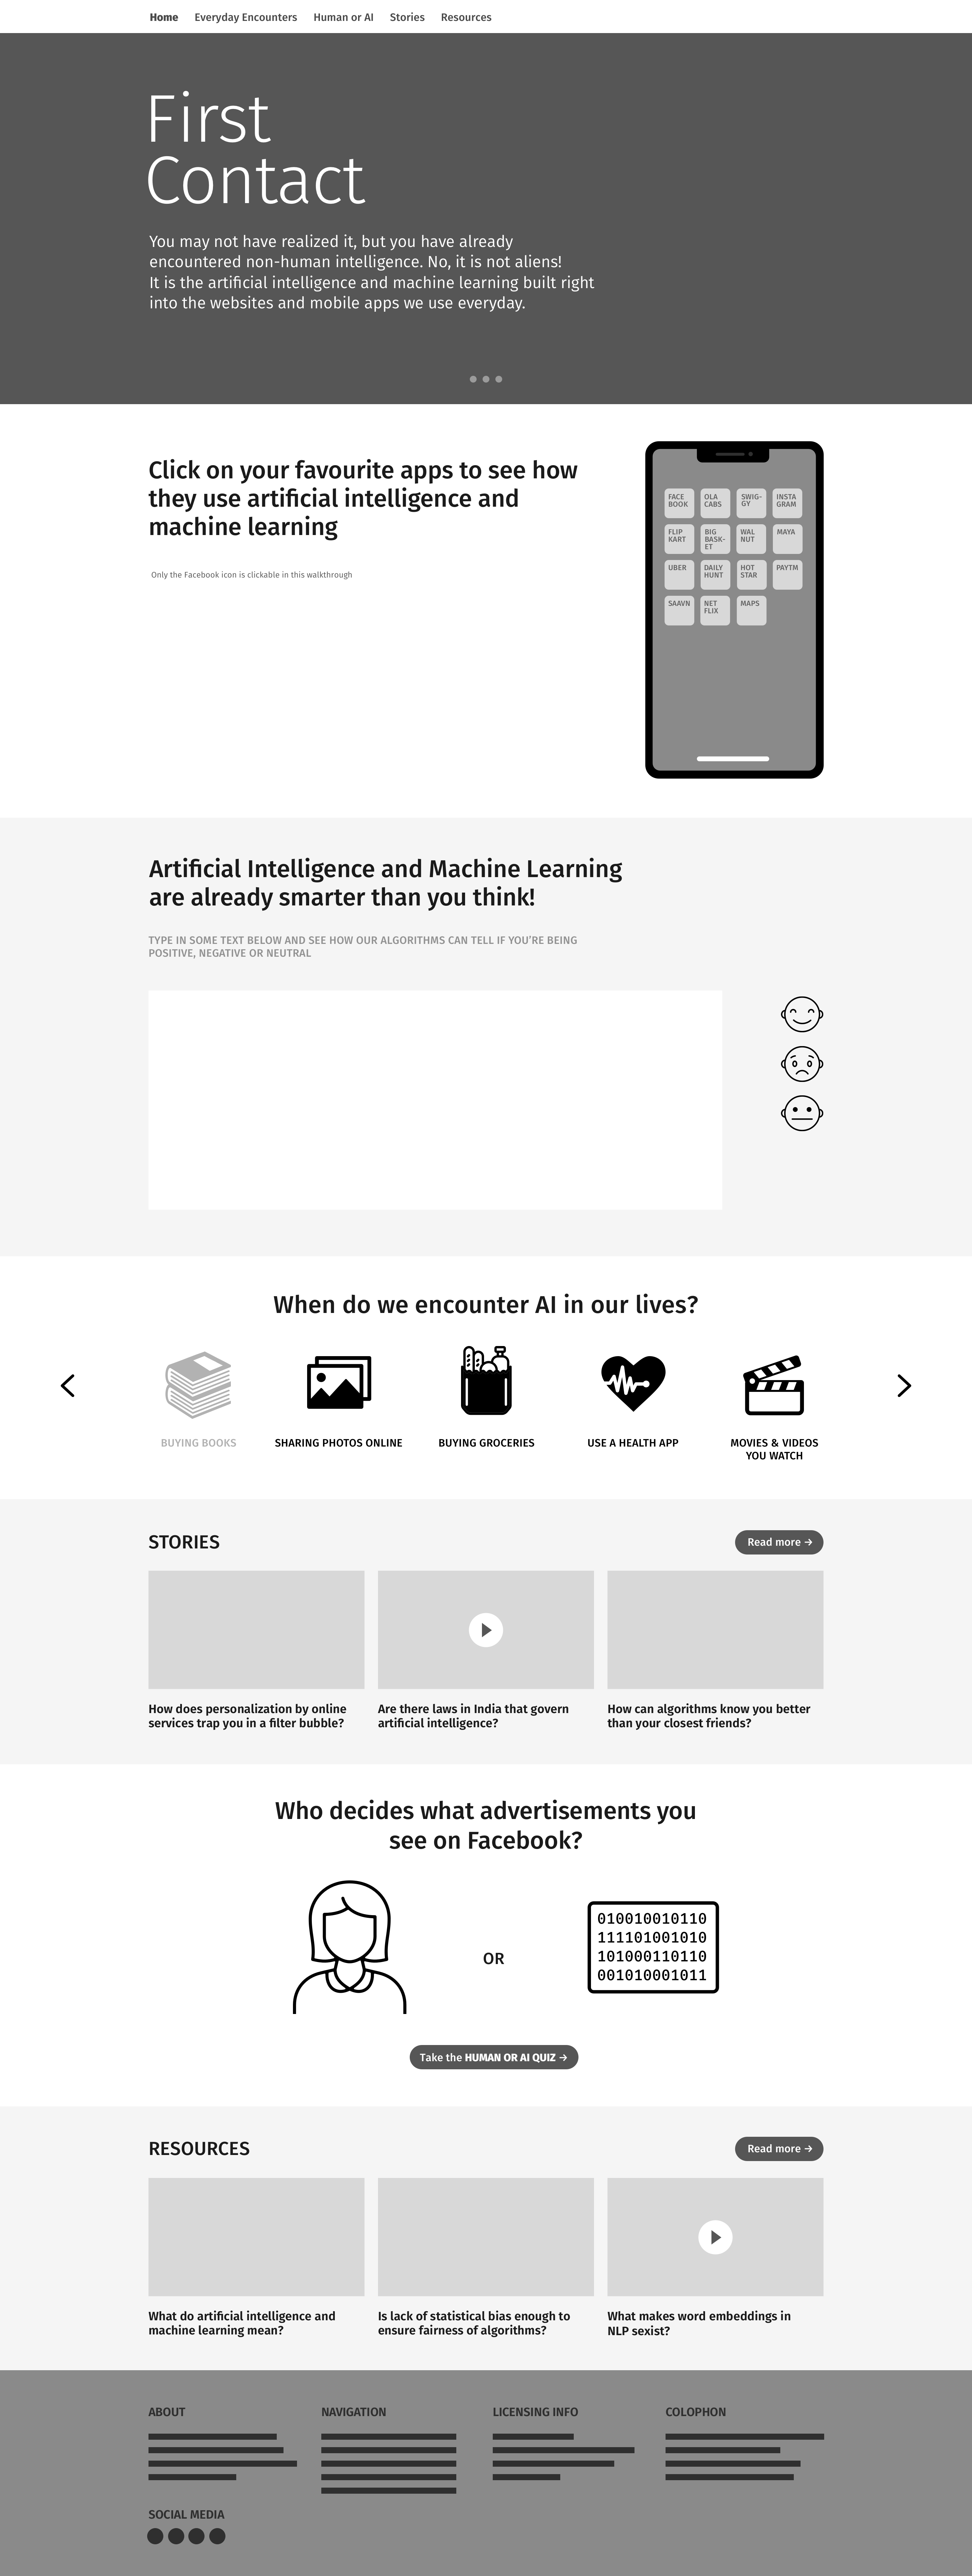 Home Everyday Encounters Human or AI Stories Resources
First
Contact
You may not have realized it, but you have already
encountered non-human intelligence. No, it is not aliens!
It is the artificial intelligence and machine learning built right
into the websites and mobile apps we use everyday.
Click on your favourite apps to see how
they use artificial intelligence and
machine learning
Only the Facebook icon is clickable in this walkthrough
FACE
BOOK
OLA
CABS
SWIG-
GY
INSTA
GRAM
FLIP
KART
BIG
BASK-
ET
WAL
NUT
MAYA
UBER
DAILY
HUNT
HOT
STAR
PAYTM
SAAVN
NET
FLIX
MAPS
Artificial Intelligence and Machine Learning
are already smarter than you think!
TYPE IN SOME TEXT BELOW AND SEE HOW OUR ALGORITHMS CAN TELL IF YOU’RE BEING
POSITIVE, NEGATIVE OR NEUTRAL
When do we encounter AI in our lives?
BUYING BOOKS
SHARING PHOTOS ONLINE
BUYING GROCERIES
USE A HEALTH APP
MOVIES & VIDEOS
YOU WATCH
STORIES
Read more →
How does personalization by online
services trap you in a filter bubble?
Are there laws in India that govern
artificial intelligence?
How can algorithms know you better
than your closest friends?
Who decides what advertisements you
see on Facebook?
OR
010010010110
111101001010
101000110110
001010001011
Take the HUMAN OR AI QUIZ →
RESOURCES
Read more →
What do artificial intelligence and
machine learning mean?
Is lack of statistical bias enough to
ensure fairness of algorithms?
What makes word embeddings in
NLP sexist?
ABOUT
NAVIGATION
LICENSING INFO
COLOPHON
SOCIAL MEDIA